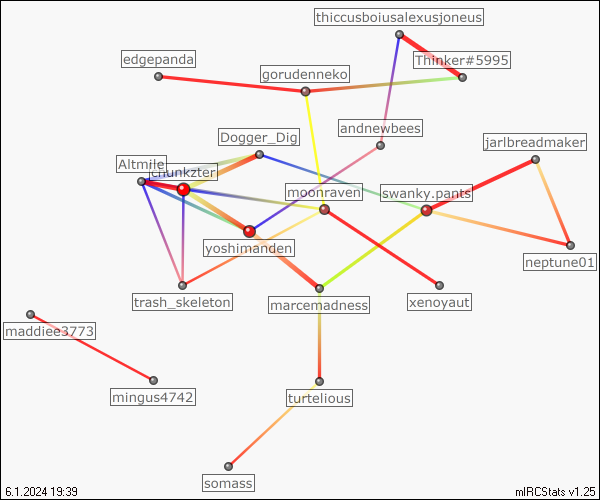 thiccusboiusalexusjoneus
edgepanda
Thinker#5995
gorudenneko
andnewbees
Dogger_Dig
jarlbreadmaker
Altmile
chunkzter
moonraven
swanky.pants
yoshimanden
neptune01
trash_skeleton
marcemadness
xenoyaut
maddiee3773
mingus4742
turtelious
somass
6.1.2024 19:39
mIRCStats v1.25